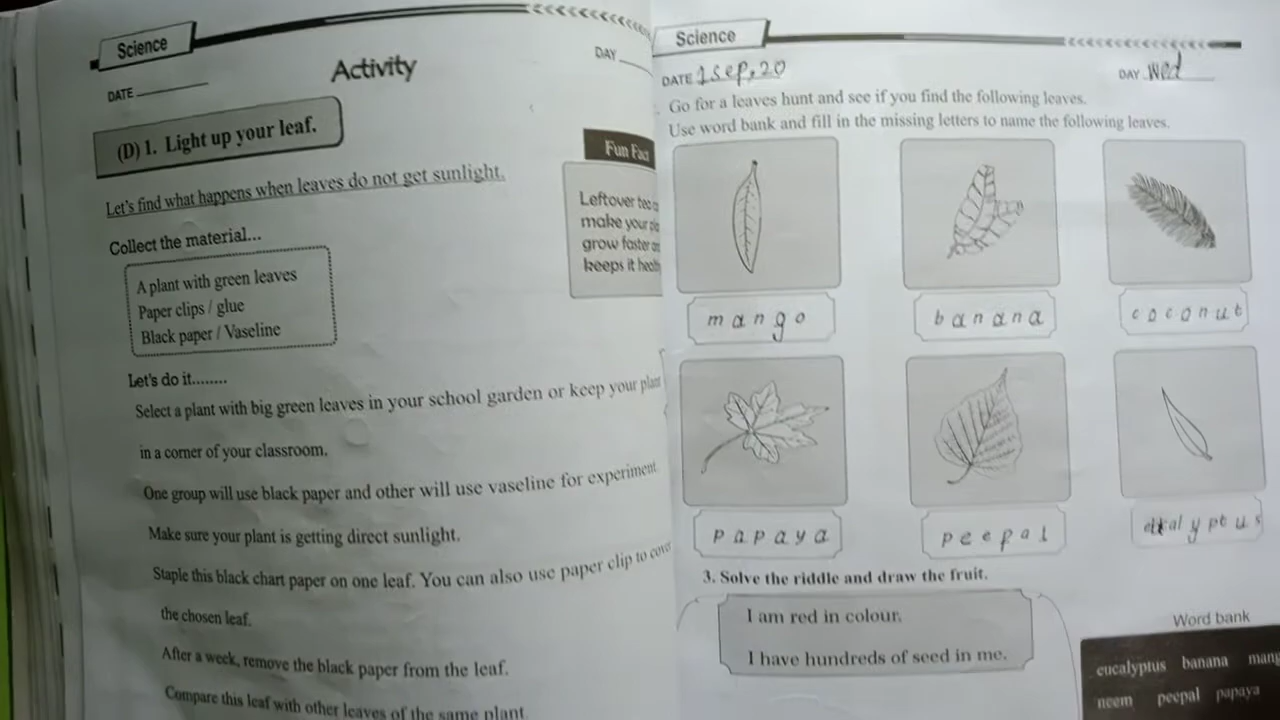 Science
Activity
DATE
DAY
(D) 1. Light up your leaf.
Let's find what happens when leaves do not get sunlight.
Collect the material...
A plant with green leaves
Paper clips / glue
Black paper / Vaseline
Fun Fact
Leftover
make your
grow faster
keeps it
Let's do it........
Select a plant with big green leaves in your school garden or keep your plant
in a corner of your classroom.
One group will use black paper and other will use vaseline for experiment
Make sure your plant is getting direct sunlight.
Staple this black chart paper on one leaf. You can also use paper clip to cover
the chosen leaf.
After a week, remove the black paper from the leaf.
Compare this leaf with other leaves of the same plant.
Science
DATE 1 sep, 20
DAY Wed
Go for a leaves hunt and see if you find the following leaves.
Use word bank and fill in the missing letters to name the following leaves.
mango
banana
coconut
papaya
peepal
3. Solve the riddle and draw the fruit.
I am red in colour.
I have hundreds of seed in me.
Word bank
eucalyptus banana mang
neem peepal papaya